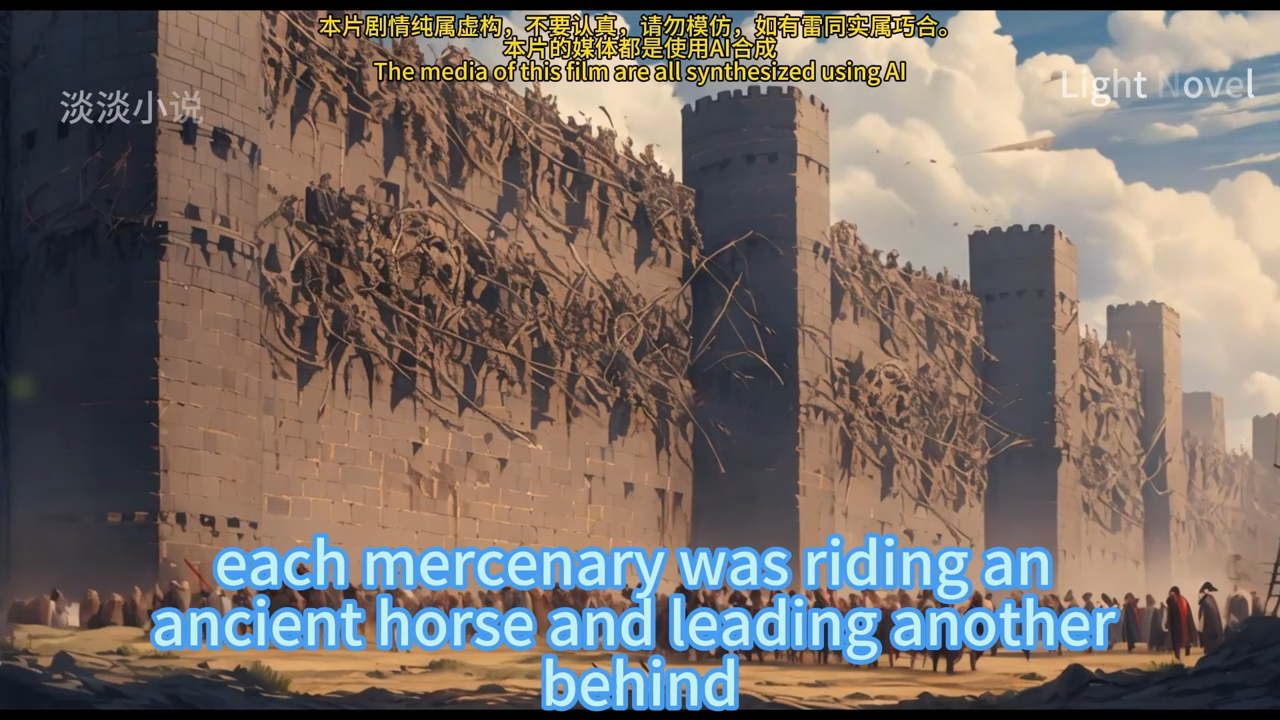 本片剧情纯属虚构，不要认真，请勿模仿，如有雷同实属巧合。
本片的媒体都是使用AI合成
The media of this film are all synthesized using AI
Light Novel
淡淡小说
each mercenary was riding an
ancient horse and leading another
behind